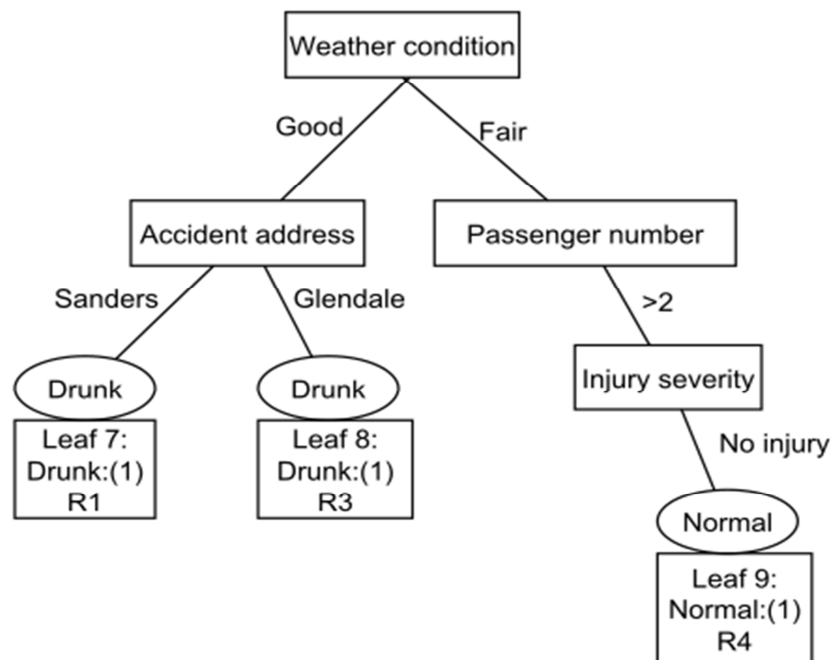 Weather condition
Good
Fair
Accident address
Passenger number
Sanders
Glendale
>2
Drunk
Drunk
Injury severity
Leaf 7:
Drunk:(1)
R1
Leaf 8:
Drunk:(1)
R3
No injury
Normal
Leaf 9:
Normal:(1)
R4